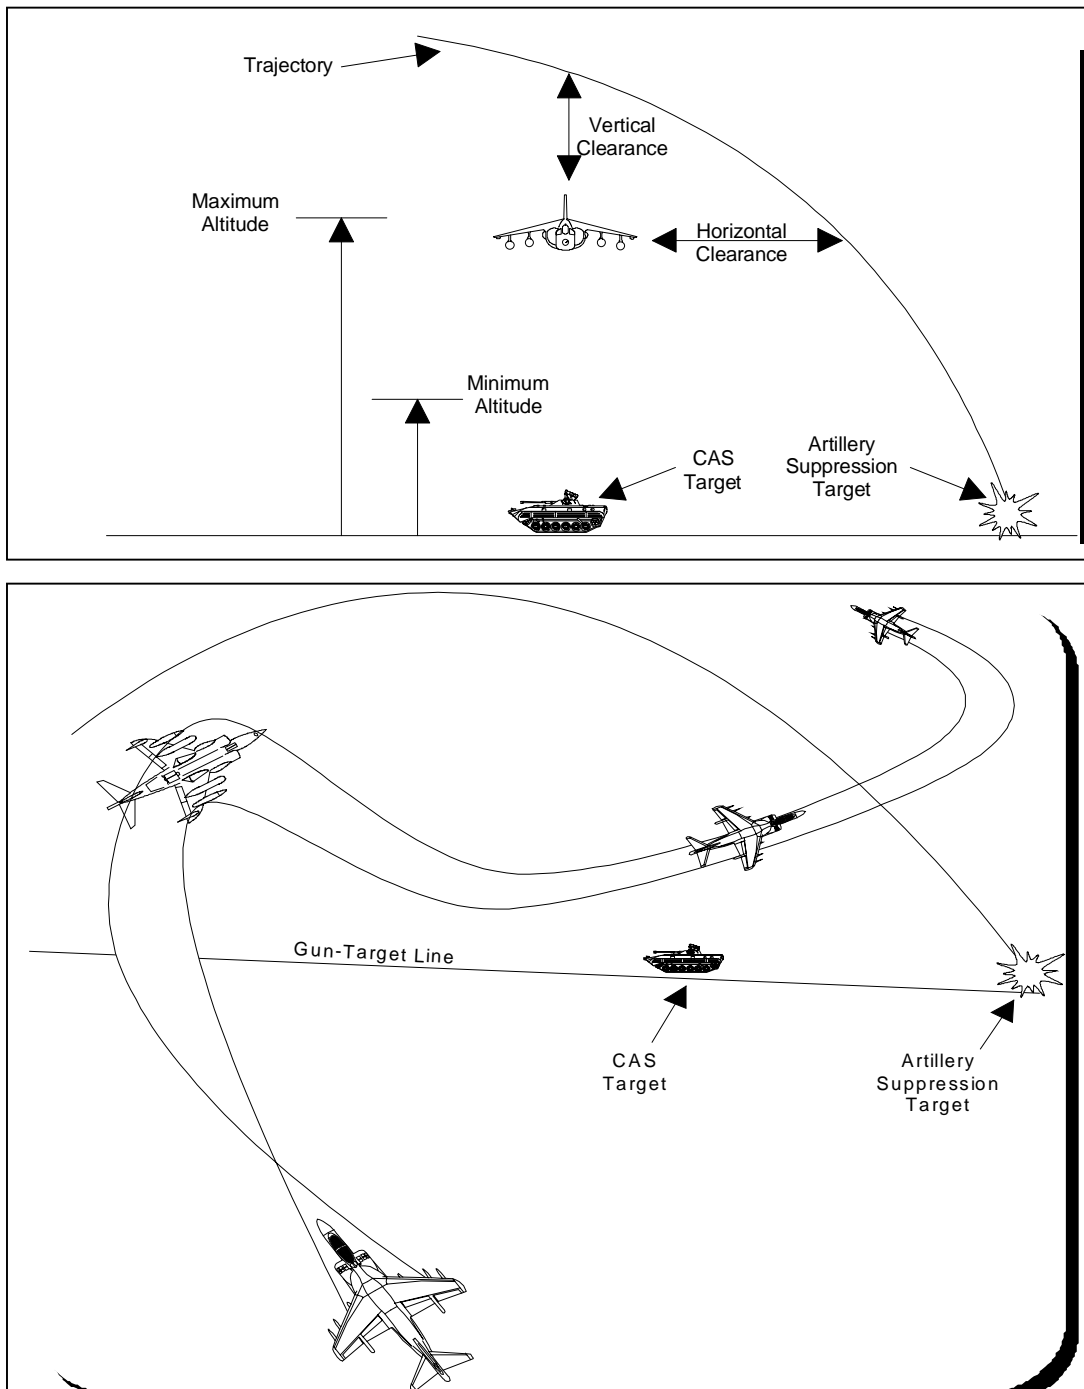 Trajectory
Vertical
Clearance
Maximum
Altitude
Horizontal
Clearance
Minimum
Altitude
CAS
Target
Artillery
Suppression
Target
Gun-Target Line
CAS
Target
Artillery
Suppression
Target